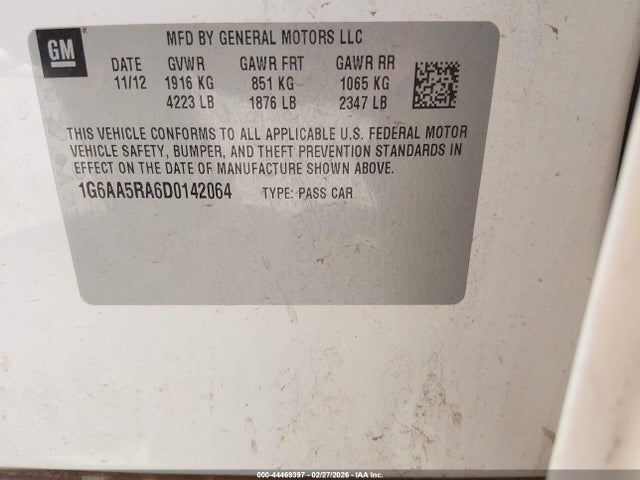 GM
MFD BY GENERAL MOTORS LLC
DATE GVWR GAWR FRT GAWR RR
11/12 1916 KG 851 KG 1065 KG
4223 LB 1876 LB 2347 LB
THIS VEHICLE CONFORMS TO ALL APPLICABLE U.S. FEDERAL MOTOR
VEHICLE SAFETY, BUMPER, AND THEFT PREVENTION STANDARDS IN
EFFECT ON THE DATE OF MANUFACTURE SHOWN ABOVE.
1G6AA5RA6D0142064 TYPE: PASS CAR
000-44469397 - 02/27/2026 - IAA Corp.